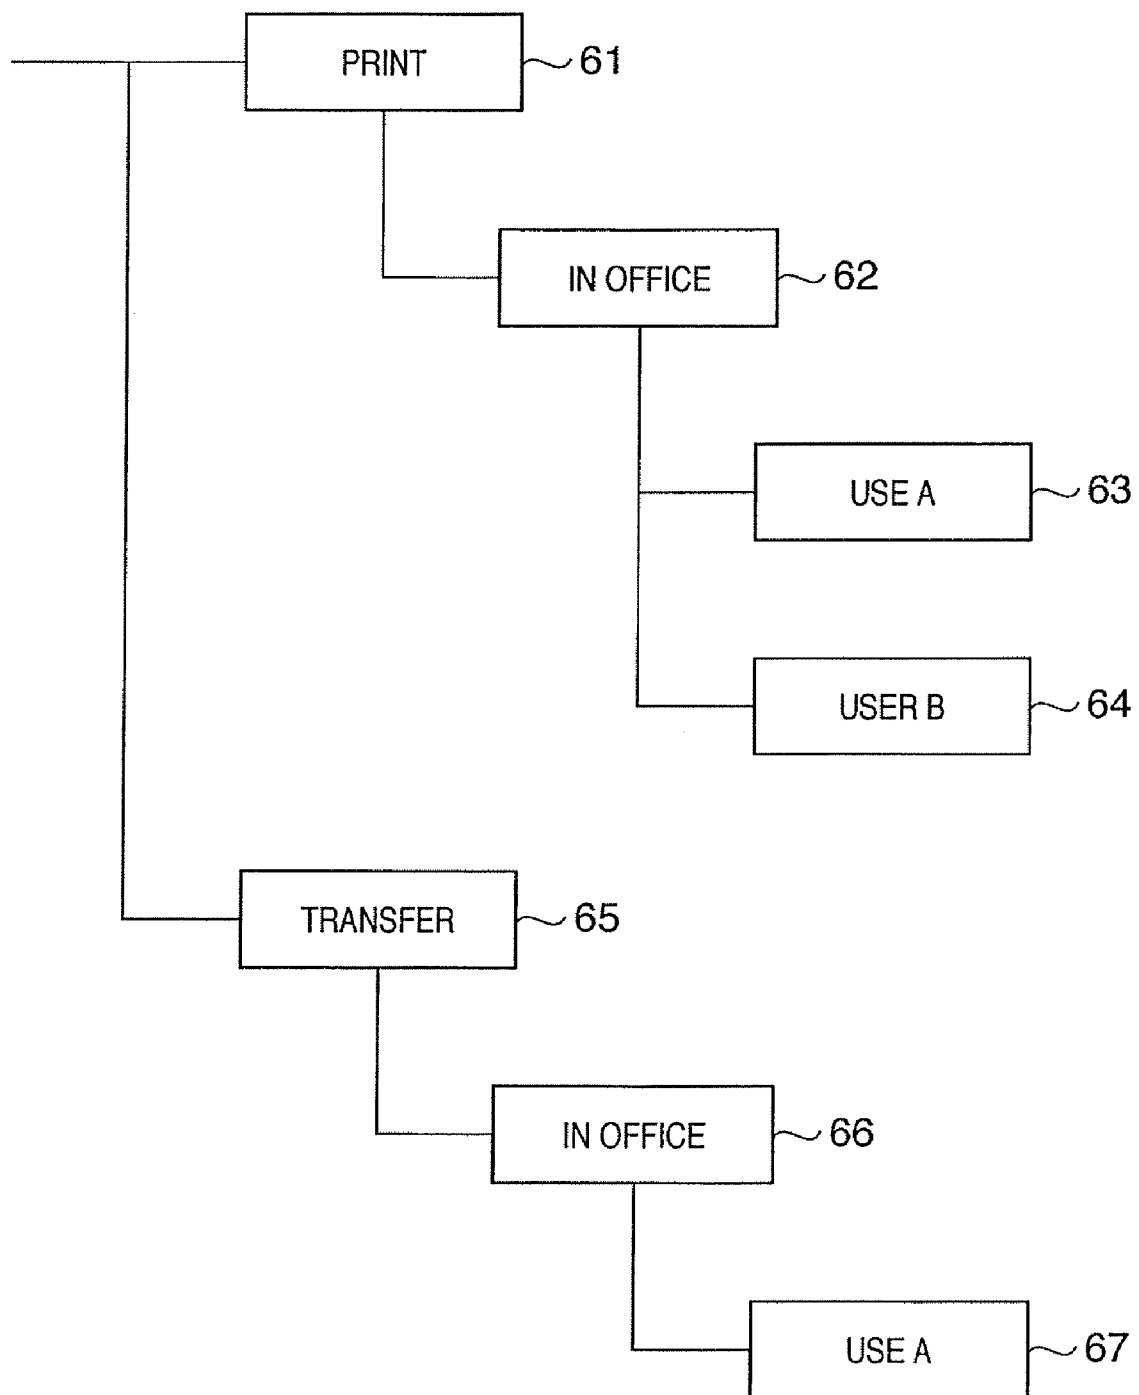 PRINT 61
IN OFFICE 62
USE A 63
USER B 64
TRANSFER 65
IN OFFICE 66
USE A 67